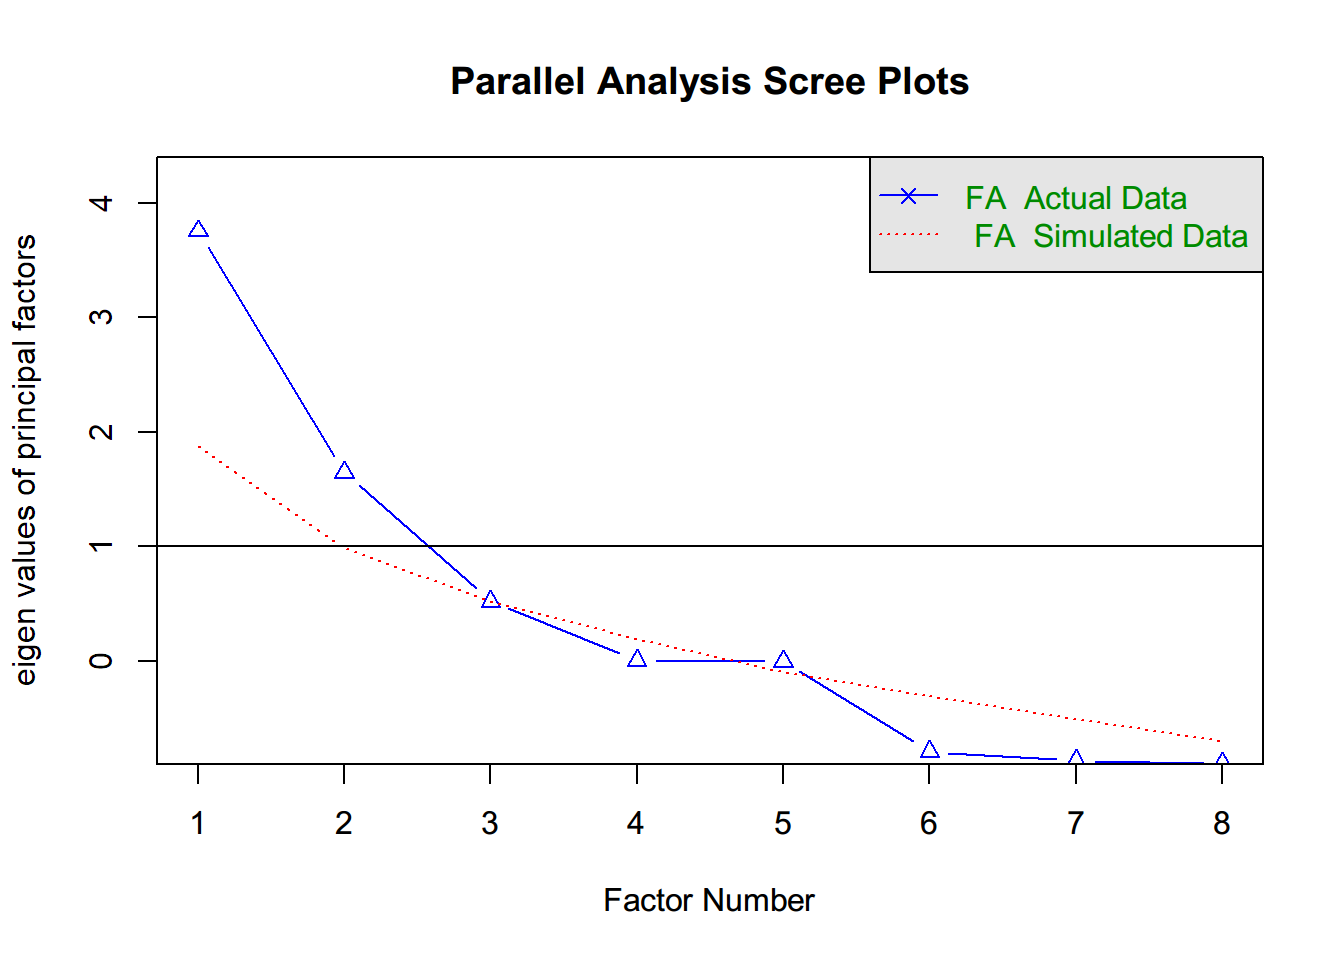 Parallel Analysis Scree Plots
FA Actual Data
FA Simulated Data
eigen values of principal factors
4
3
2
1
0
1 2 3 4 5 6 7 8
Factor Number